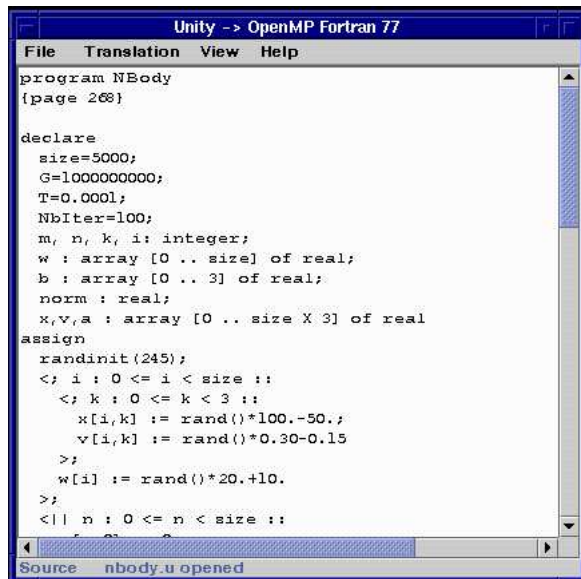 Unity -> OpenMP Fortran 77
File Translation View Help
program NBody
{page 268}
declare
size=5000;
G=1000000000;
T=0.0001;
NbIter=100;
m, n, k, i: integer;
w : array [0 .. size] of real;
b : array [0 .. 3] of real;
norm : real;
x,v,a : array [0 .. size X 3] of real
assign
randinit(245);
<; i : 0 <= i < size ::
<; k : 0 <= k < 3 ::
x[i,k] := rand()*100.-50.;
v[i,k] := rand()*0.30-0.15
>;
w[i] := rand()*20.+10.
>;
<|| n : 0 <= n < size ::
Source nbody.u opened